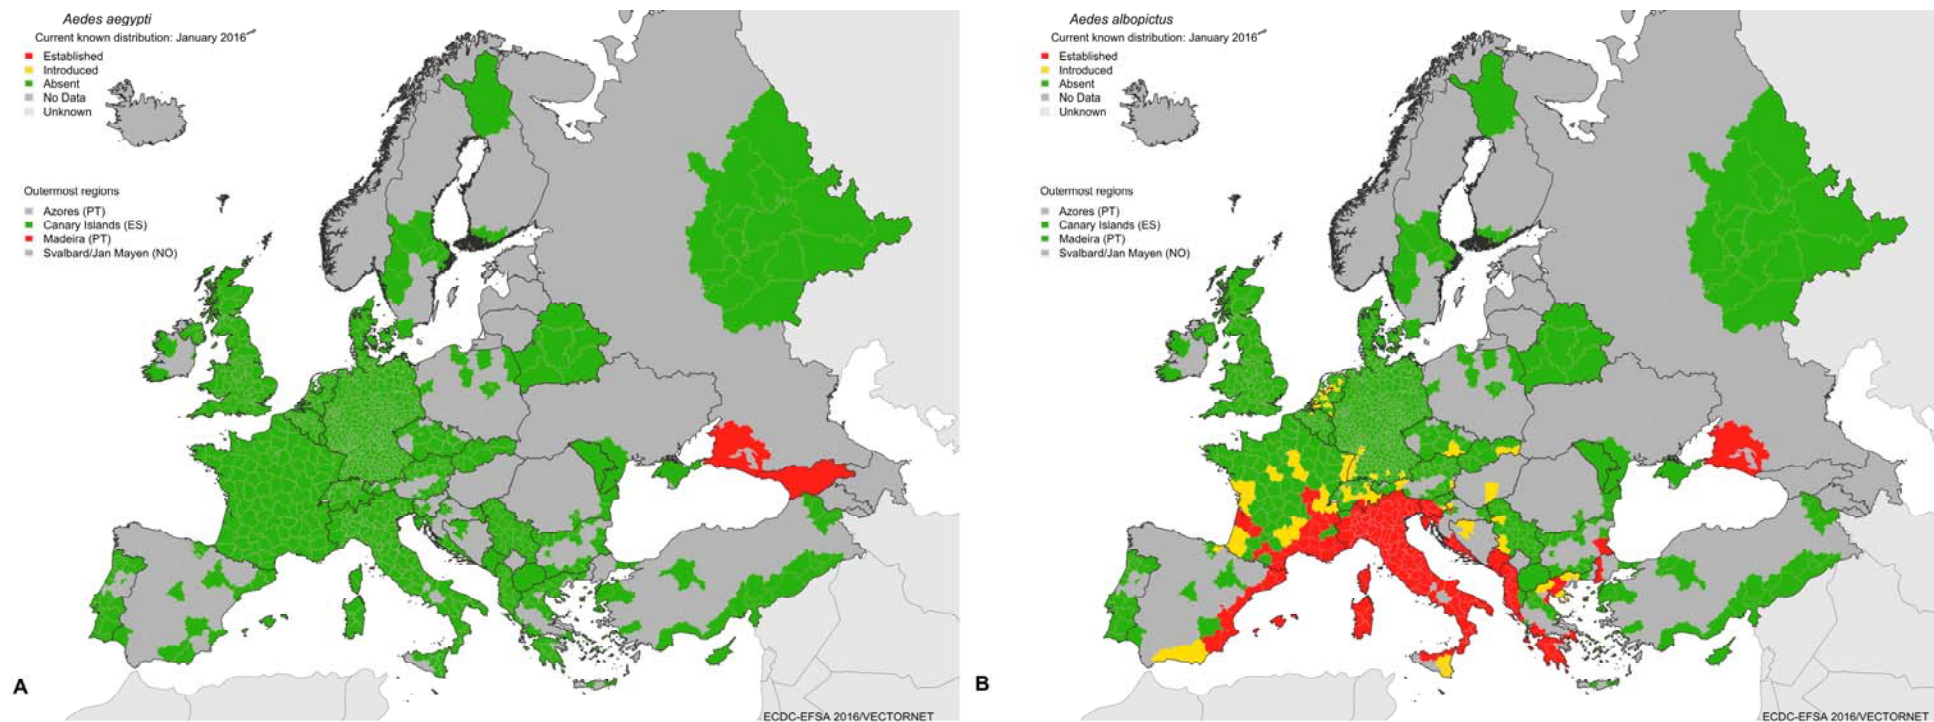 Aedes aegypti
Current known distribution: January 2016
Established
Introduced
Absent
No Data
Unknown
Outermost regions
Azores (PT)
Canary Islands (ES)
Madeira (PT)
Svalbard/Jan Mayen (NO)
A
ECDC-EFSA 2016/VECTORNET
Aedes albopictus
Current known distribution: January 2016
Established
Introduced
Absent
No Data
Unknown
Outermost regions
Azores (PT)
Canary Islands (ES)
Madeira (PT)
Svalbard/Jan Mayen (NO)
B
ECDC-EFSA 2016/VECTORNET